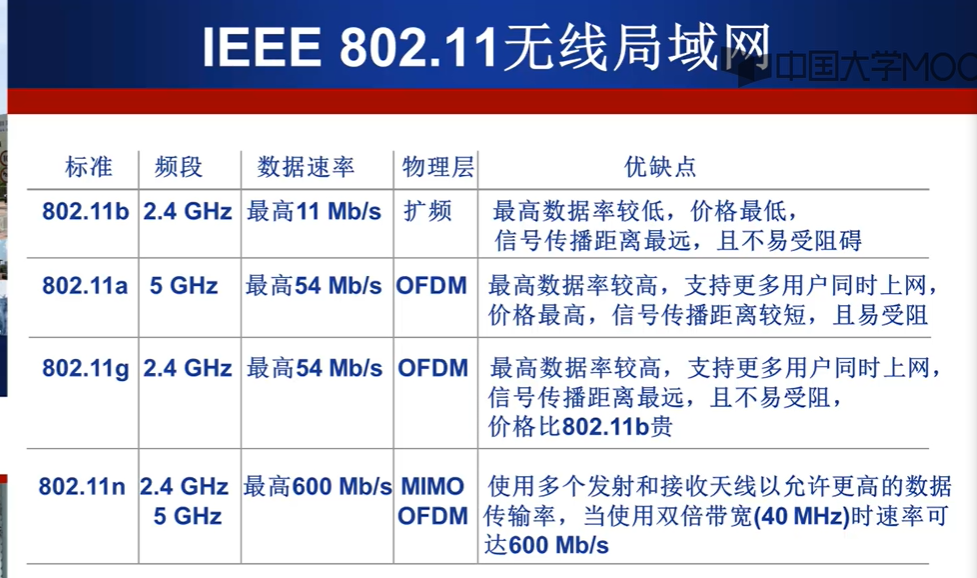 IEEE 802.11无线局域网
中国大学MOO
标准 频段 数据速率 物理层 优缺点
802.11b 2.4 GHz 最高11 Mb/s 扩频 最高数据率较低，价格最低，
信号传播距离最远，且不易受阻碍
802.11a 5 GHz 最高54 Mb/s OFDM 最高数据率较高，支持更多用户同时上网，
价格最高，信号传播距离较短，且易受阻
802.11g 2.4 GHz 最高54 Mb/s OFDM 最高数据率较高，支持更多用户同时上网，
信号传播距离最远，且不易受阻，
价格比802.11b贵
802.11n 2.4 GHz 最高600 Mb/s MIMO 使用多个发射和接收天线以允许更高的数据
5 GHz OFDM 传输率，当使用双倍带宽(40 MHz)时速率可
达600 Mb/s